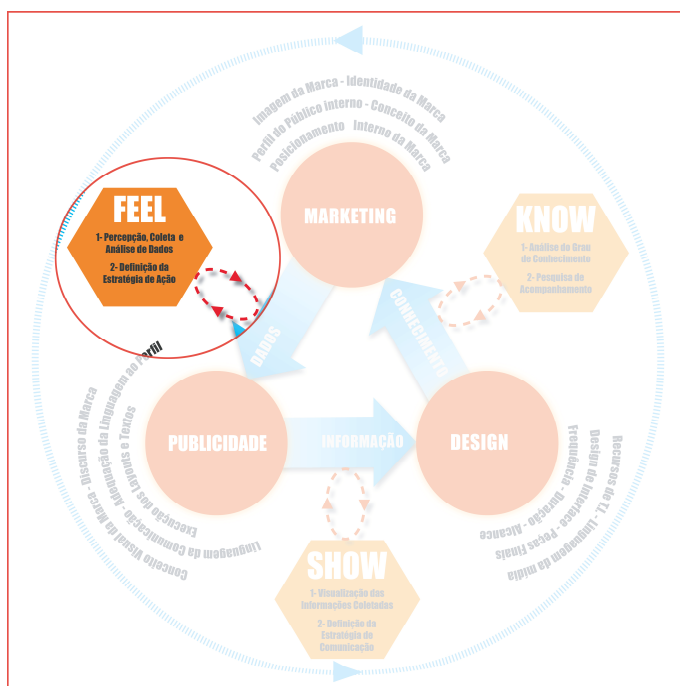 Imagem da Marca - Identidade da Marca
Perfil do Público interno - Conceito da Marca
Posicionamento Interno da Marca
MARKETING
FEEL
1- Percepção, Coleta e
Análise de Dados
2- Definição da
Estratégia de Ação
KNOW
1- Análise do Grau
de Conhecimento
2- Pesquisa de
Acompanhamento
DADOS
CONHECIMENTO
PUBLICIDADE
INFORMAÇÃO
DESIGN
Conceito Visual da Marca - Discurso da Marca
Linguagem da Comunicação - Adequação da Linguagem ao Perfil
Execução dos Layouts e Textos
Recursos de T.I. - Linguagem da mídia
Design de Interface - Peças Finais
Frequência - Duração - Alcance
SHOW
1- Visualização das
Informações Coletadas
2- Definição da
Estratégia de
Comunicação